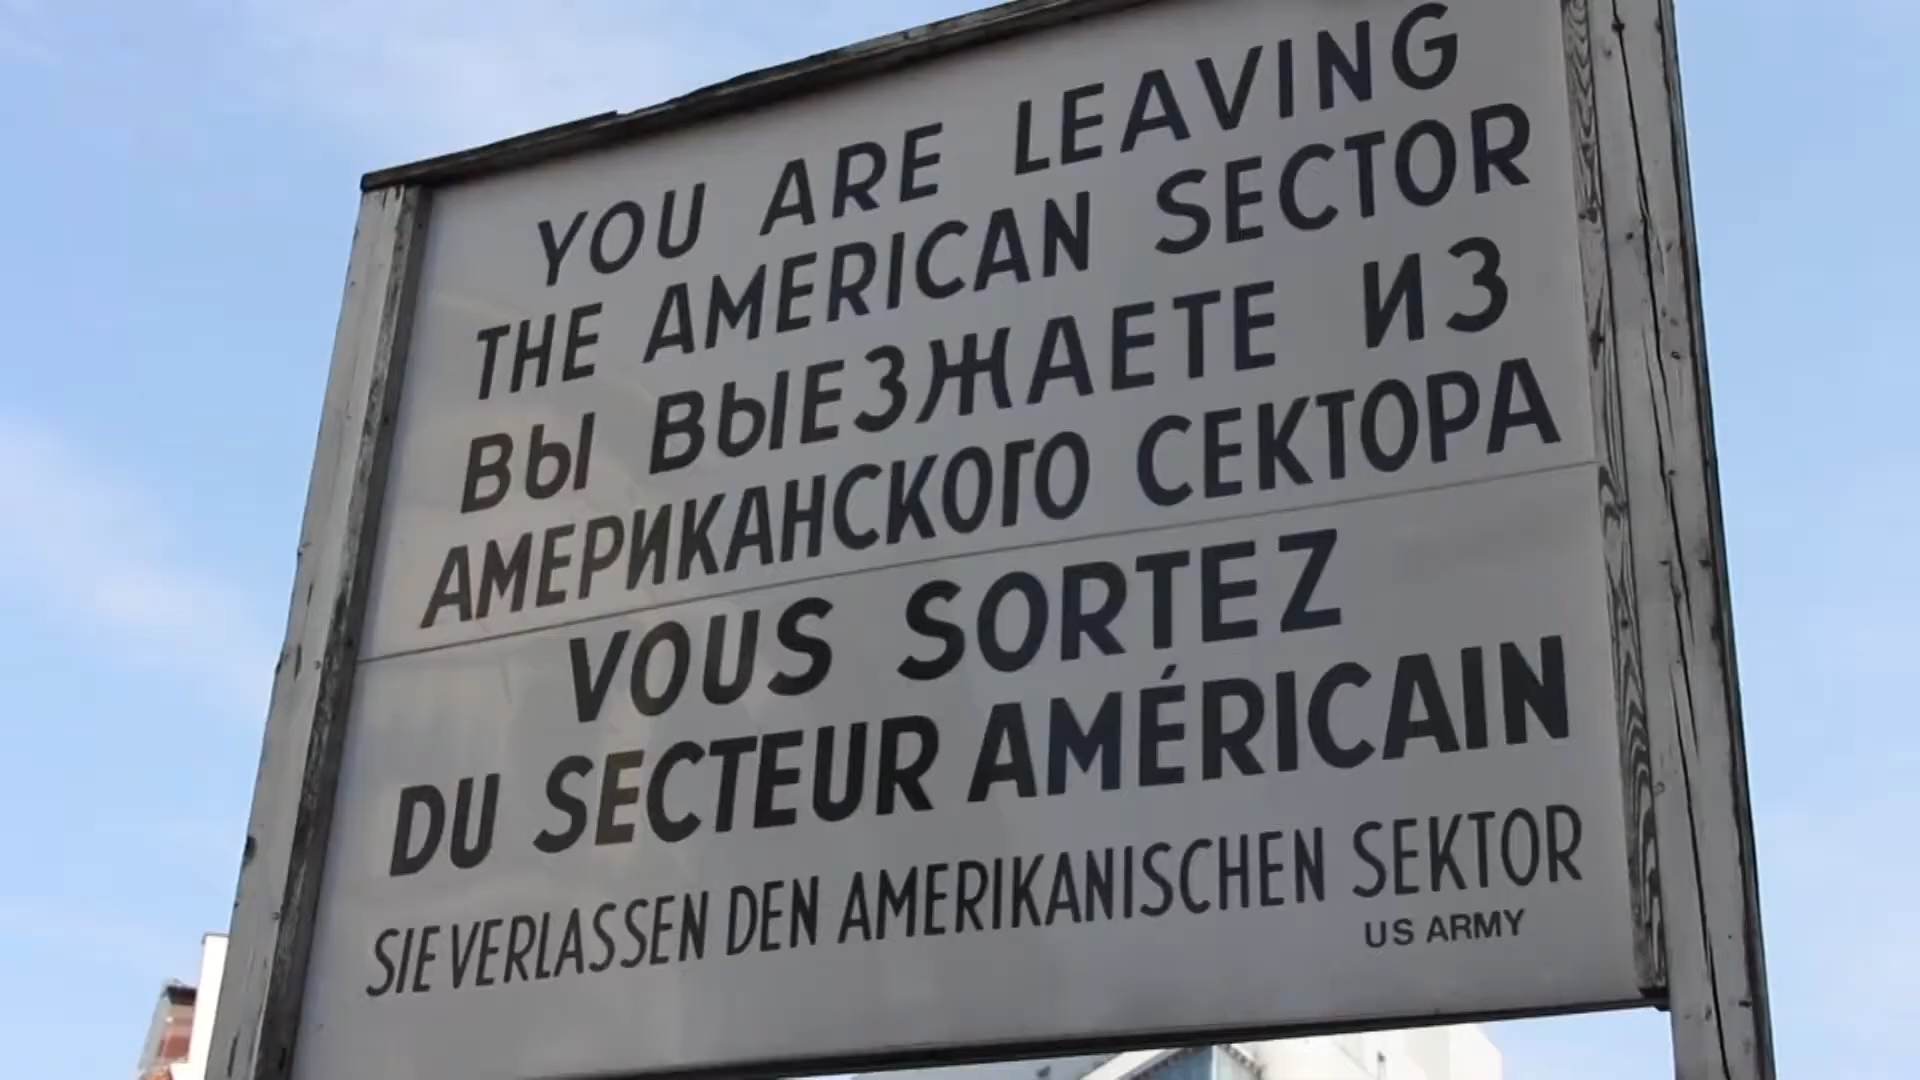 YOU ARE LEAVING
THE AMERICAN SECTOR
ВЫ ВЫЕЗЖАЕТЕ ИЗ
АМЕРИКАНСКОГО СЕКТОРА
VOUS SORTEZ
DU SECTEUR AMÉRICAIN
SIE VERLASSEN DEN AMERIKANISCHEN SEKTOR
US ARMY